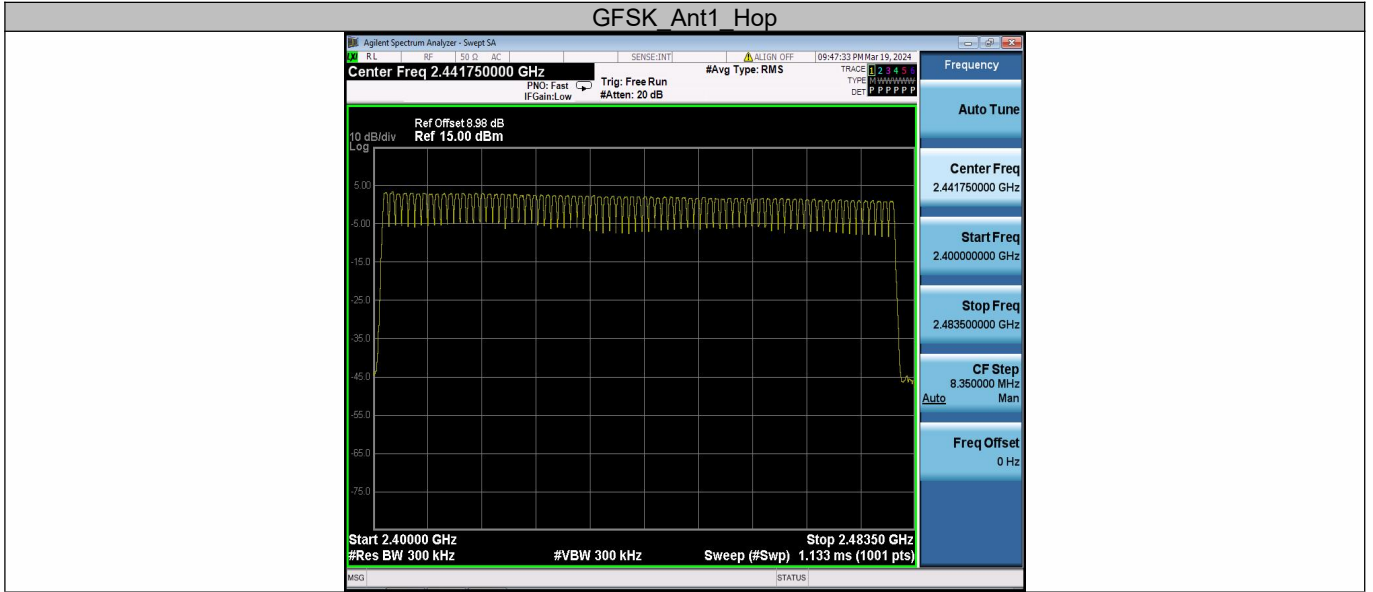 GFSK_Ant1_Hop
Agilent Spectrum Analyzer - Swept SA
RL RF 50 Ω AC SENSE:INT ALIGN OFF 09:47:33 PM Mar 19, 2024
Center Freq 2.441750000 GHz
PNO: Fast
IFGain:Low
Trig: Free Run
#Atten: 20 dB
#Avg Type: RMS
TRACE 1 2 3 4 5 6
TYPE M
DET P P P P P P
Ref Offset 8.98 dB
10 dB/div Ref 15.00 dBm
Log
5.00
-5.00
-15.0
-25.0
-35.0
-45.0
-55.0
-65.0
-75.0
Start 2.40000 GHz Stop 2.48350 GHz
#Res BW 300 kHz #VBW 300 kHz Sweep (#Swp) 1.133 ms (1001 pts)
MSG STATUS
Frequency
Auto Tune
Center Freq
2.441750000 GHz
Start Freq
2.400000000 GHz
Stop Freq
2.483500000 GHz
CF Step
8.350000 MHz
Auto Man
Freq Offset
0 Hz